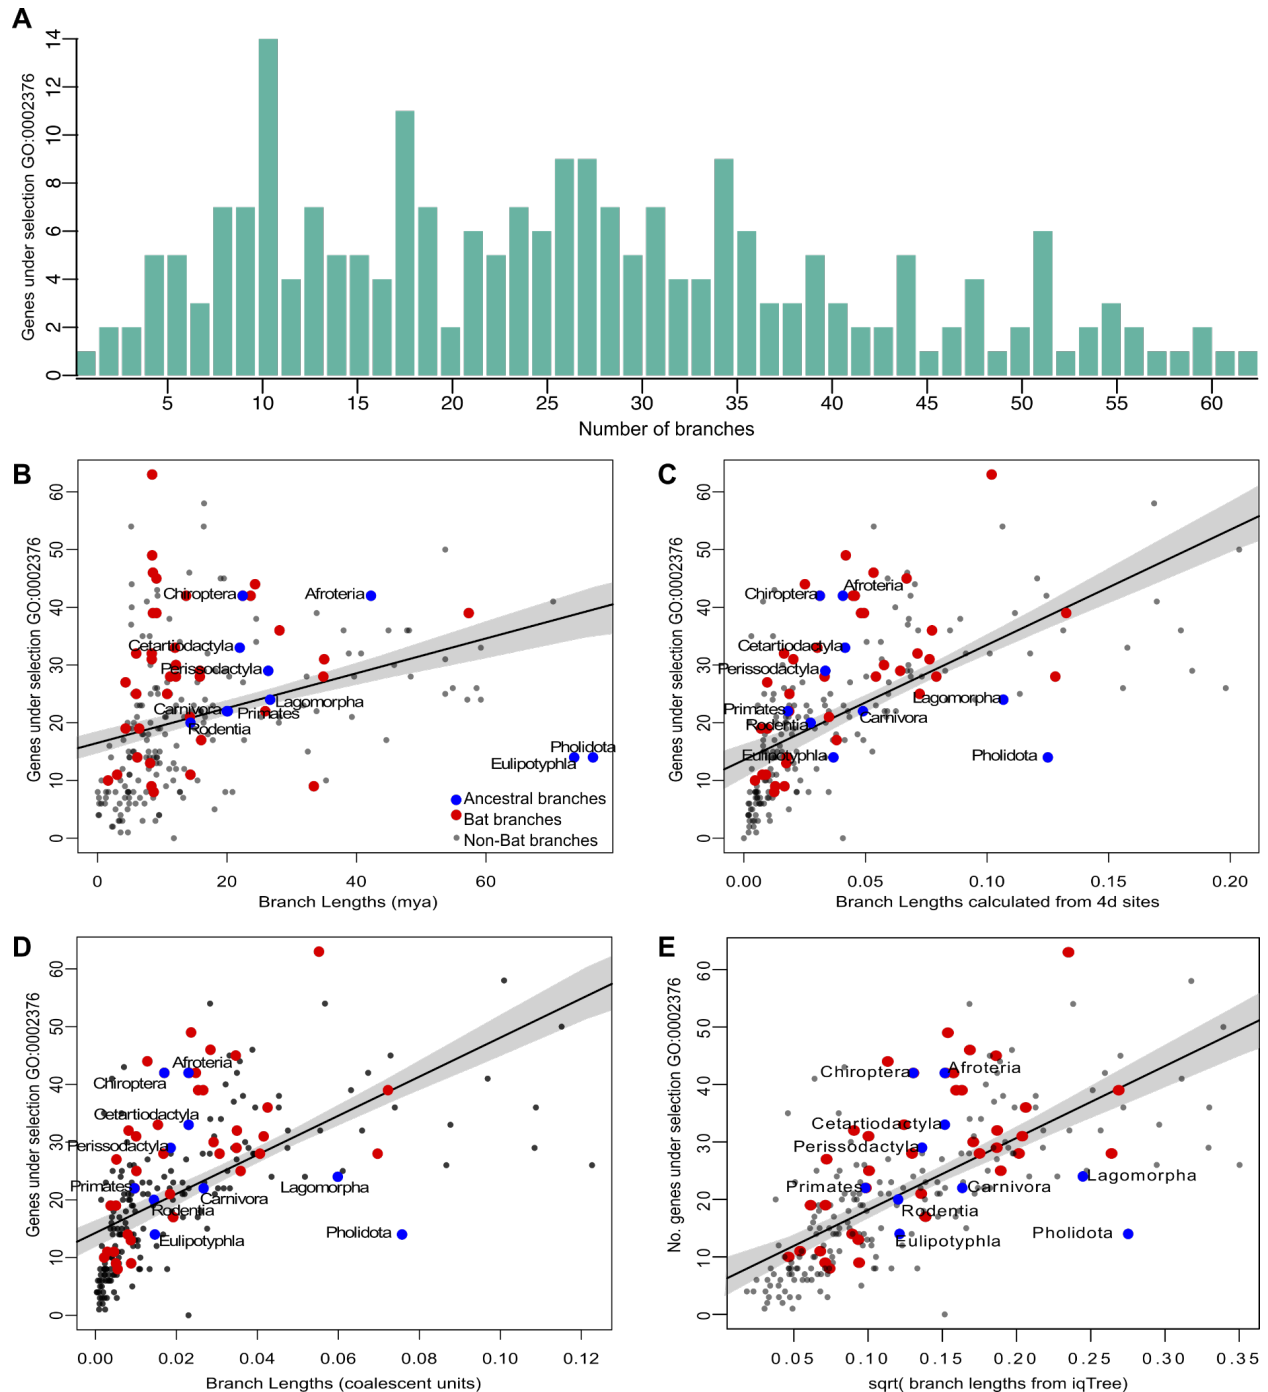 A
Genes under selection GO:0002376
0 2 4 6 8 10 12 14
5 10 15 20 25 30 35 40 45 50 55 60
Number of branches
B
Genes under selection GO:0002376
0 10 20 30 40 50 60
Chiroptera
Afroteria
Cetartiodactyla
Perissodactyla
Lagomorpha
Carnivora
Primates
Rodentia
Pholidota
Eulipotyphla
Ancestral branches
Bat branches
Non-Bat branches
0 20 40 60
Branch Lengths (mya)
C
Genes under selection GO:0002376
0 10 20 30 40 50 60
Afroteria
Chiroptera
Cetartiodactyla
Perissodactyla
Lagomorpha
Primates
Carnivora
Rodentia
Eulipotyphla
Pholidota
0.00 0.05 0.10 0.15 0.20
Branch Lengths calculated from 4d sites
D
Genes under selection GO:0002376
0 10 20 30 40 50 60
Afroteria
Chiroptera
Cetartiodactyla
Perissodactyla
Primates
Lagomorpha
Carnivora
Rodentia
Pholidota
Eulipotyphla
0.00 0.02 0.04 0.06 0.08 0.10 0.12
Branch Lengths (coalescent units)
E
No. genes under selection GO:0002376
0 10 20 30 40 50 60
Afroteria
Chiroptera
Cetartiodactyla
Perissodactyla
Lagomorpha
Primates
Carnivora
Rodentia
Pholidota
Eulipotyphla
0.05 0.10 0.15 0.20 0.25 0.30 0.35
sqrt( branch lengths from iqTree)